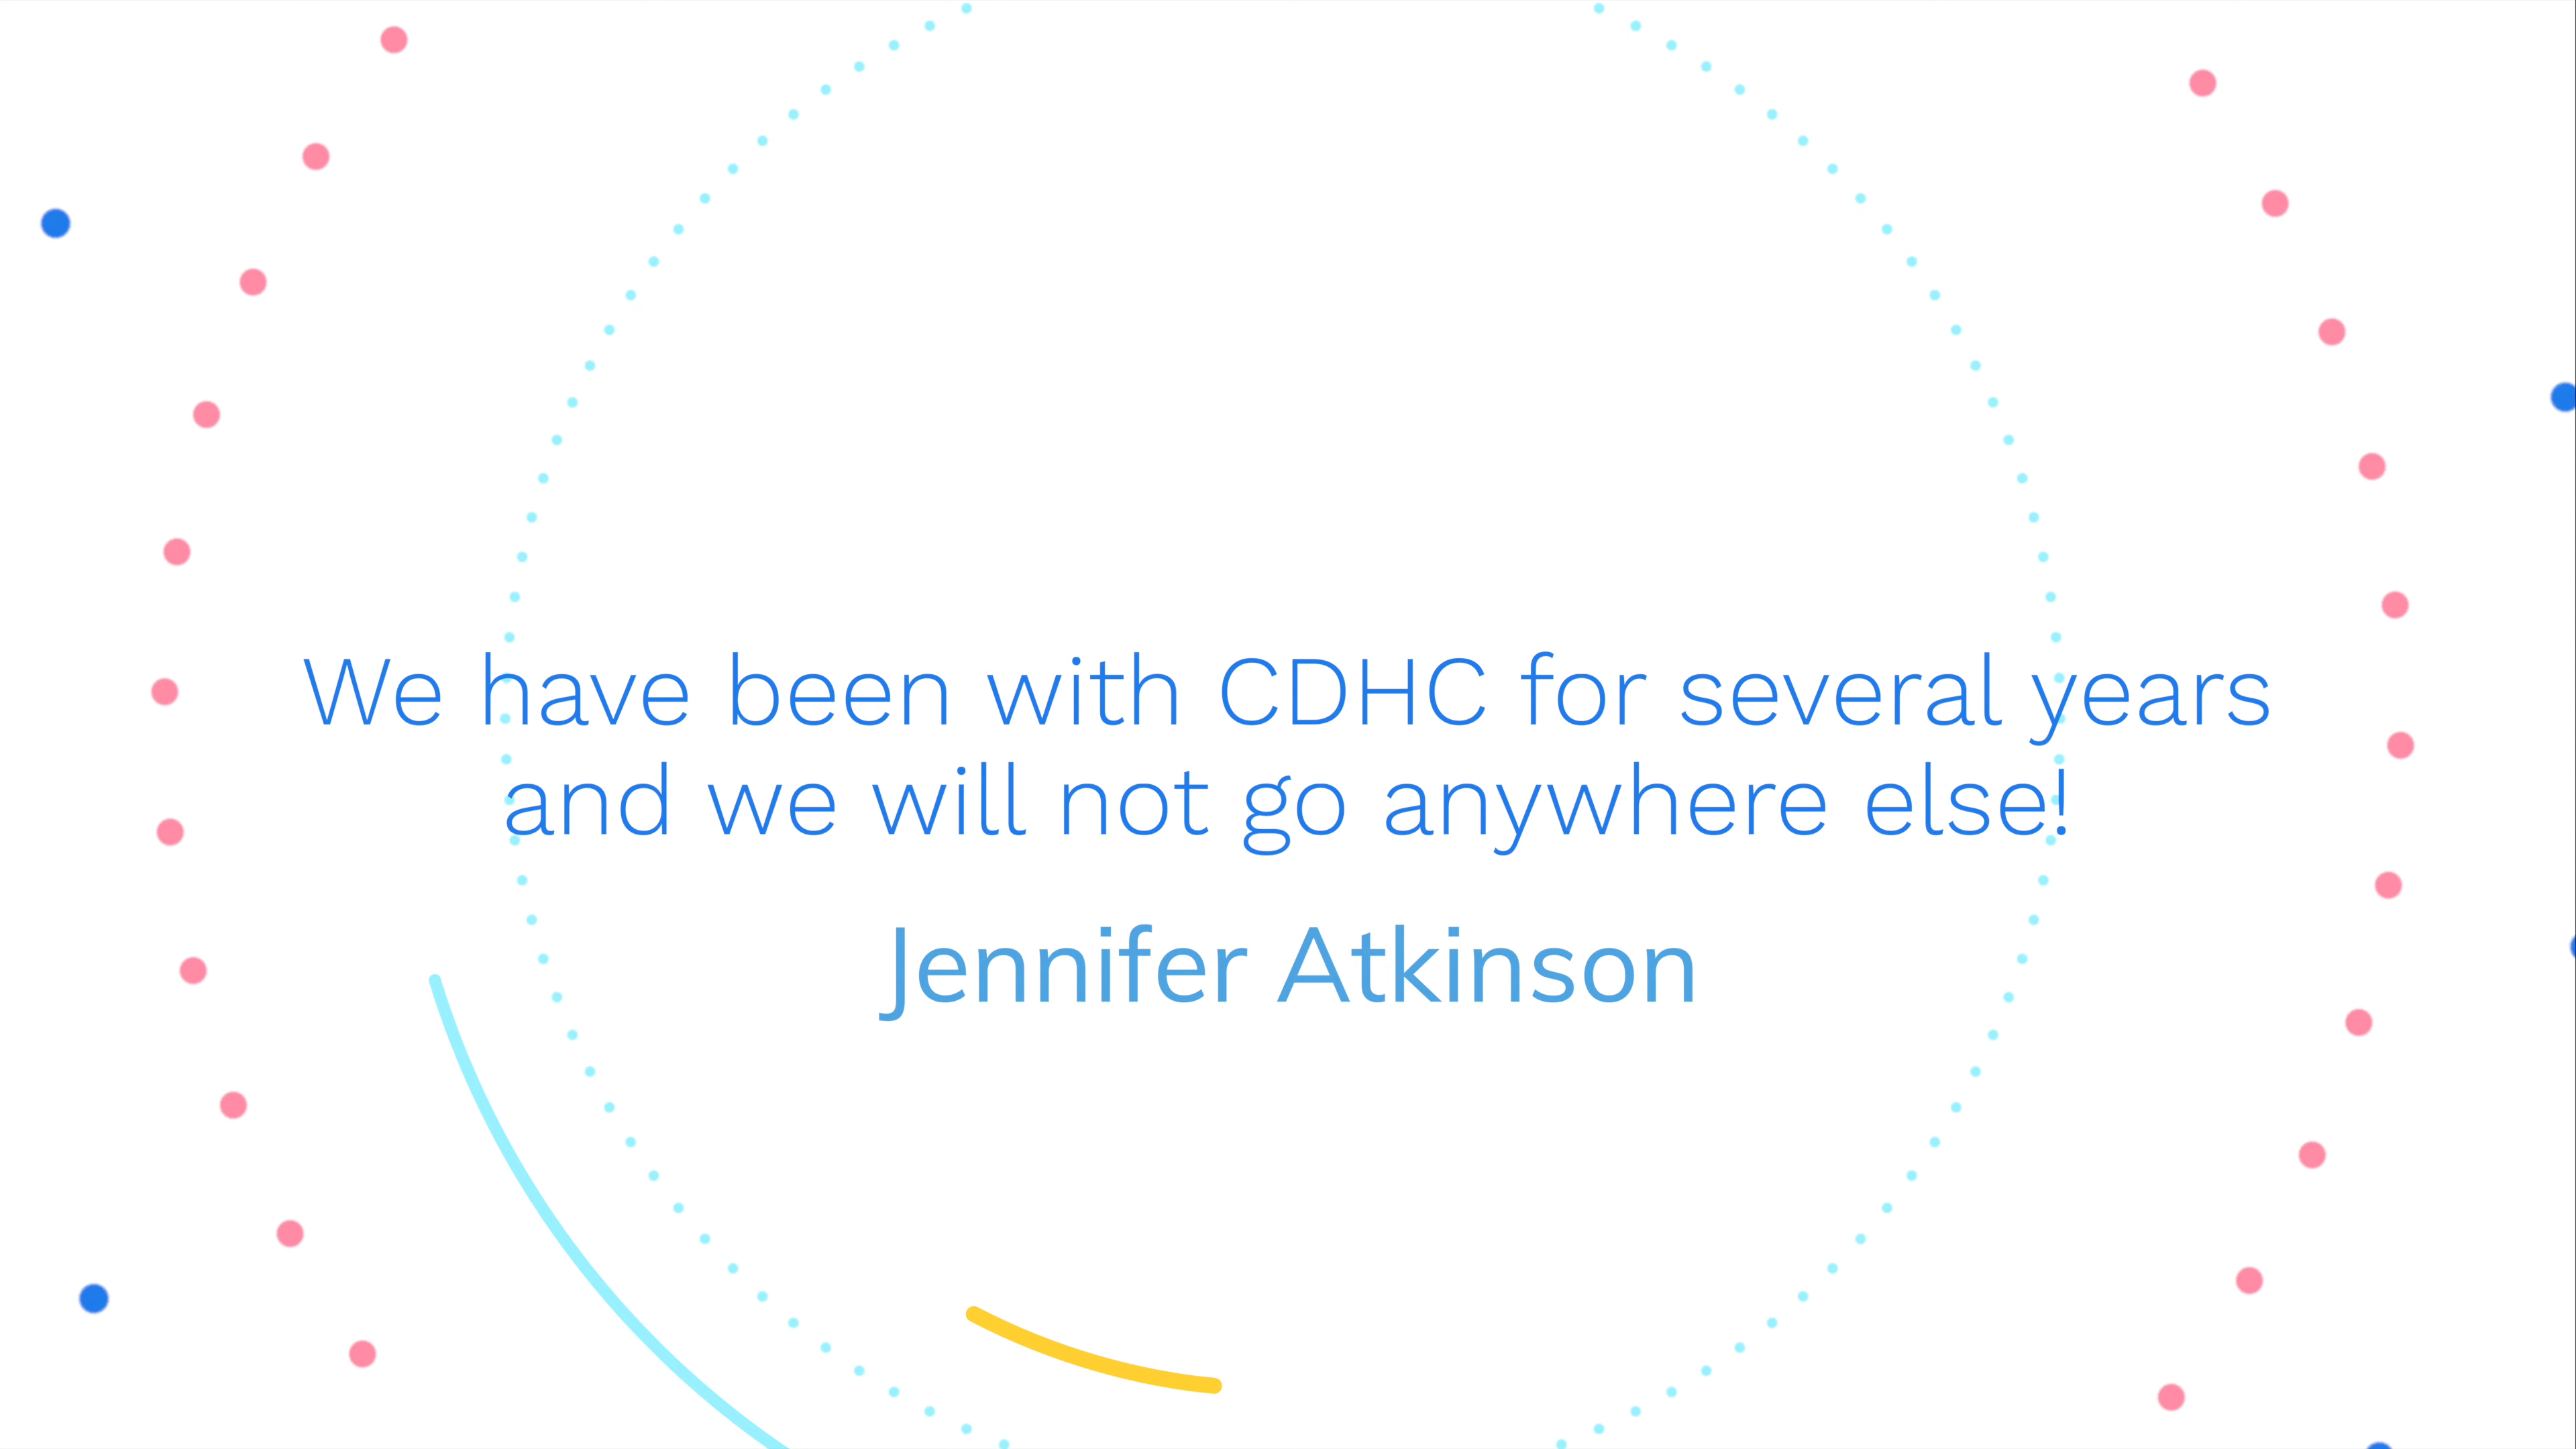 We have been with CDHC for several years
and we will not go anywhere else!
Jennifer Atkinson